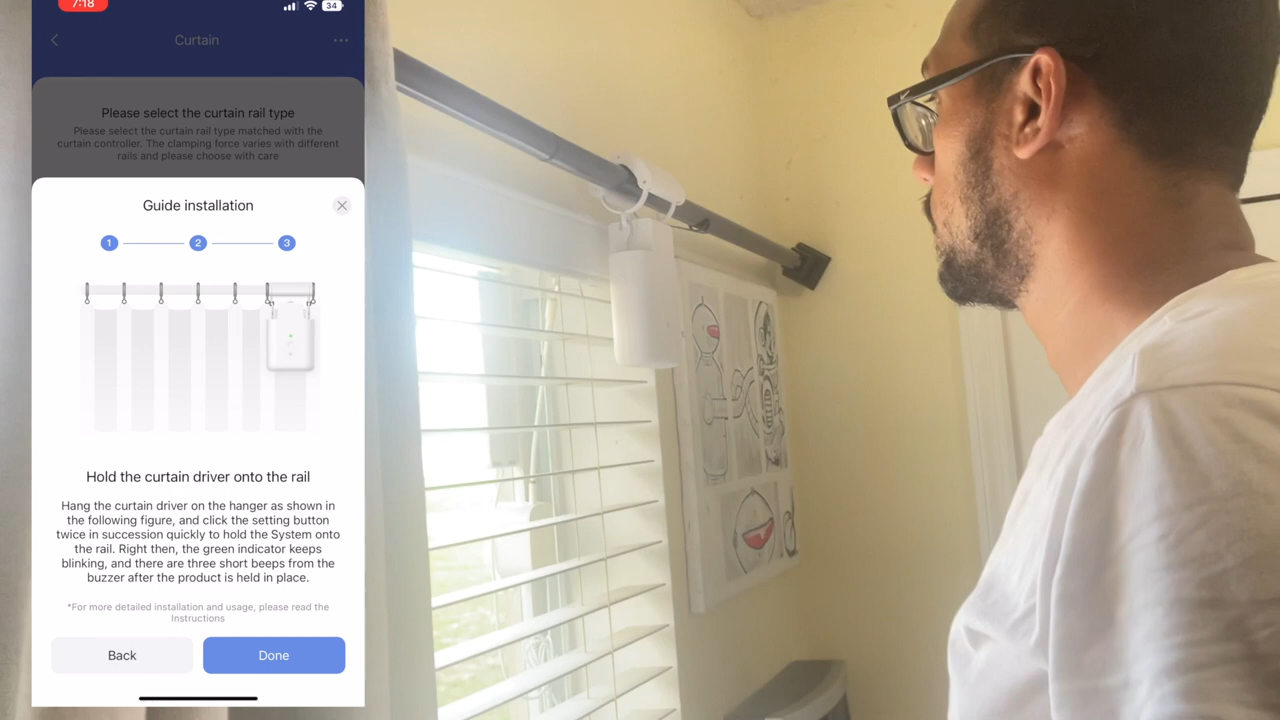 7:18
34
Curtain
Please select the curtain rail type
Please select the curtain rail type matched with the
curtain controller. The clamping force varies with different
rails and please choose with care
Guide installation
1
2
3
Hold the curtain driver onto the rail
Hang the curtain driver on the hanger as shown in
the following figure, and click the setting button
twice in succession quickly to hold the System onto
the rail. Right then, the green indicator keeps
blinking, and there are three short beeps from the
buzzer after the product is held in place.
*For more detailed installation and usage, please read the
Instructions
Back
Done